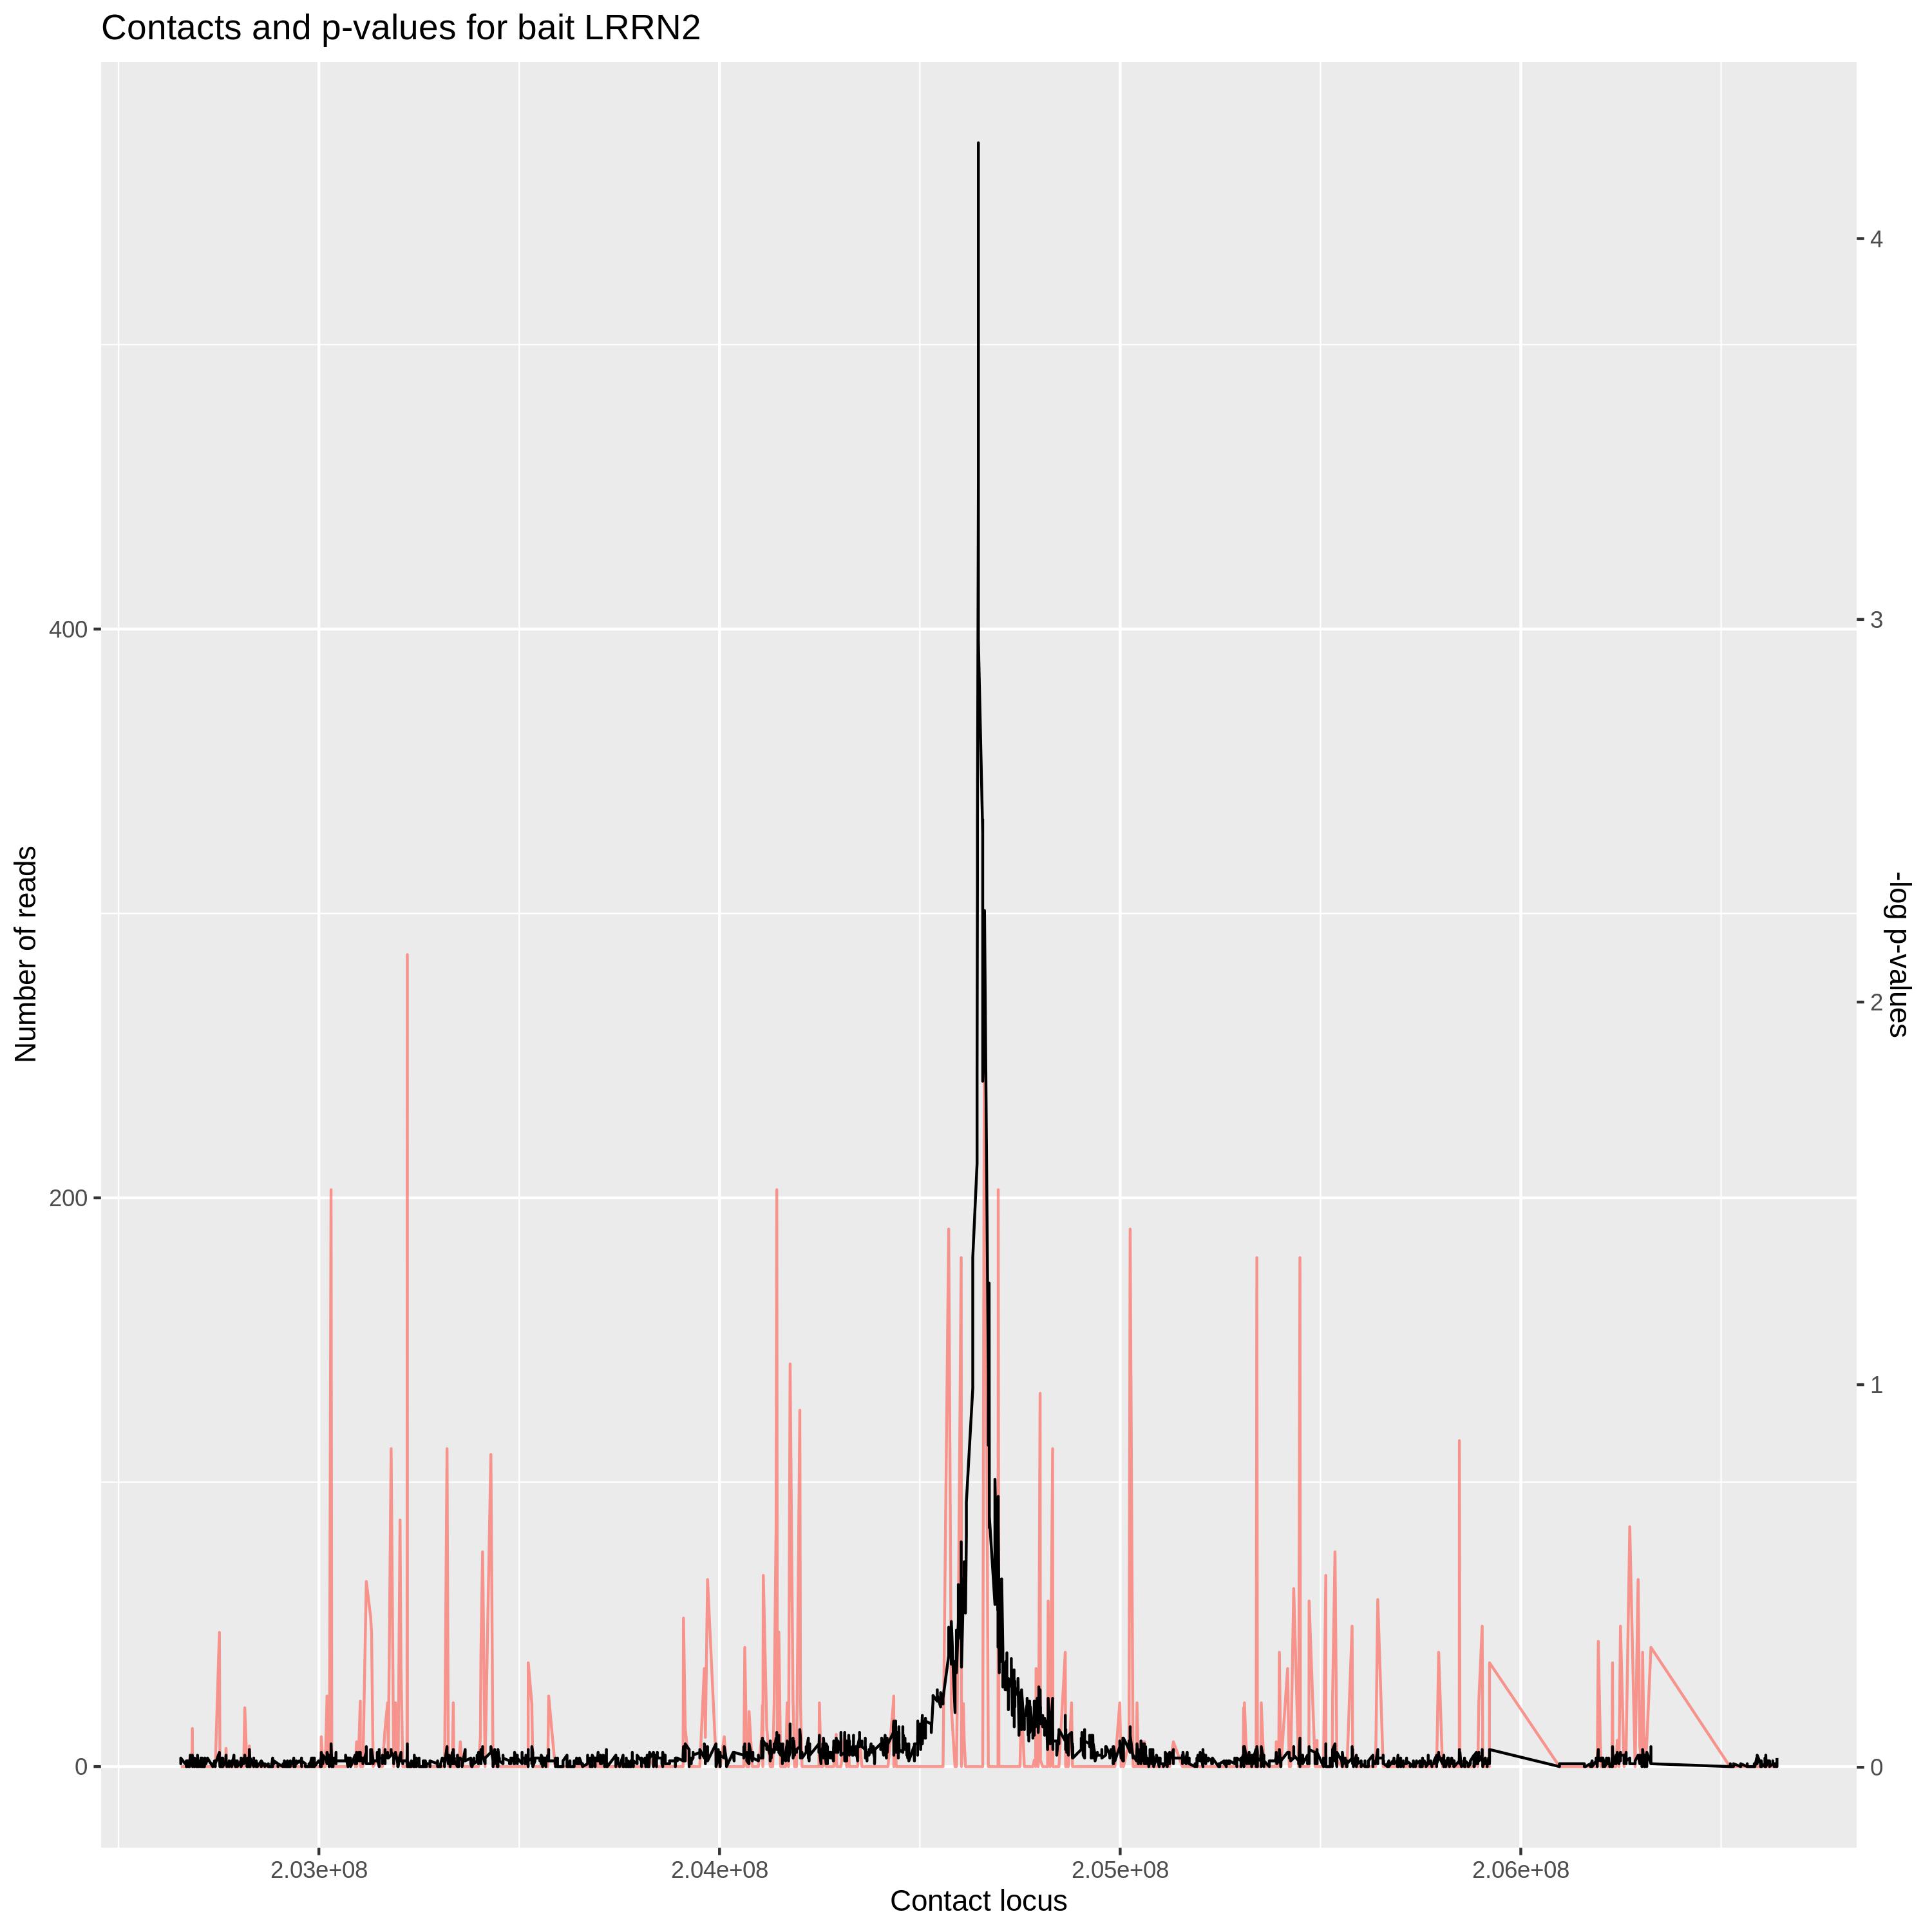 Contacts and p-values for bait LRRN2
Number of reads
400
200
0
4
3
2
1
0
-log p-values
2.03e+08
2.04e+08
2.05e+08
2.06e+08
Contact locus